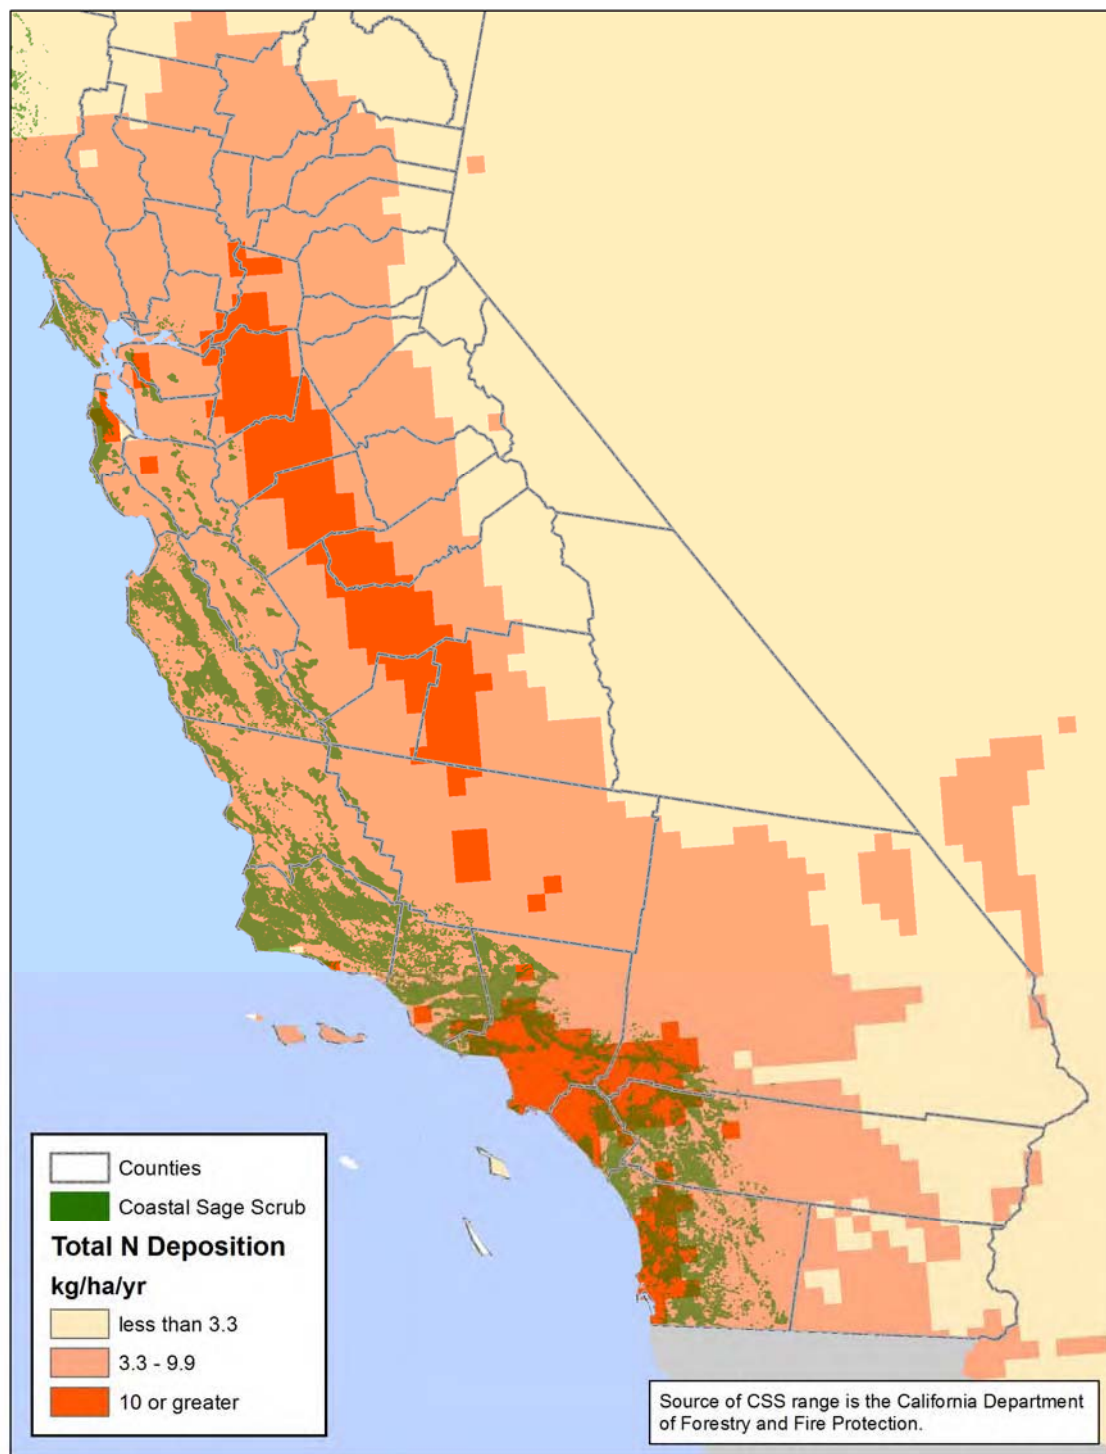 Counties
Coastal Sage Scrub
Total N Deposition
kg/ha/yr
less than 3.3
3.3 - 9.9
10 or greater
Source of CSS range is the California Department
of Forestry and Fire Protection.